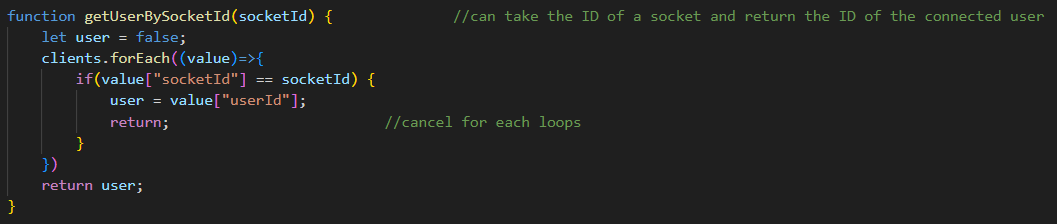 function getUserBySocketId(socketId) {              //can take the ID of a socket and return the ID of the connected user
    let user = false;
    clients.forEach((value)=>{
        if(value["socketId"] == socketId) {
            user = value["userId"];
            return;                         //cancel for each loops
        }
    })
    return user;
}